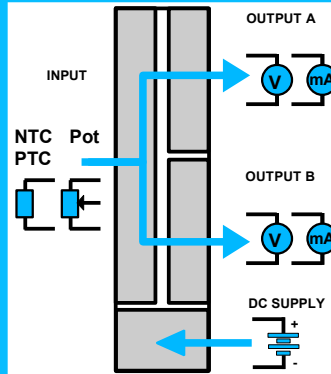 OUTPUT A
INPUT
V mA
NTC Pot
PTC
OUTPUT B
V mA
DC SUPPLY
+
-